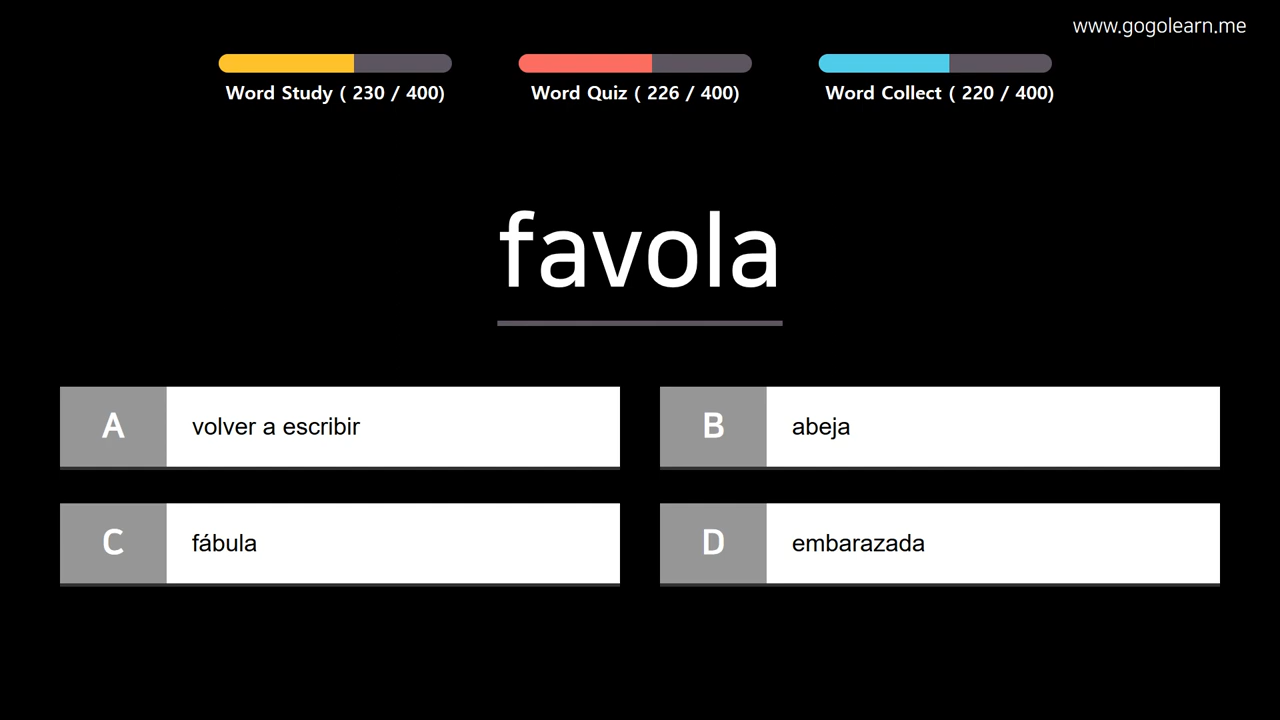 www.gogolearn.me
Word Study ( 230 / 400)
Word Quiz ( 226 / 400)
Word Collect ( 220 / 400)
favola
A
volver a escribir
B
abeja
C
fábula
D
embarazada